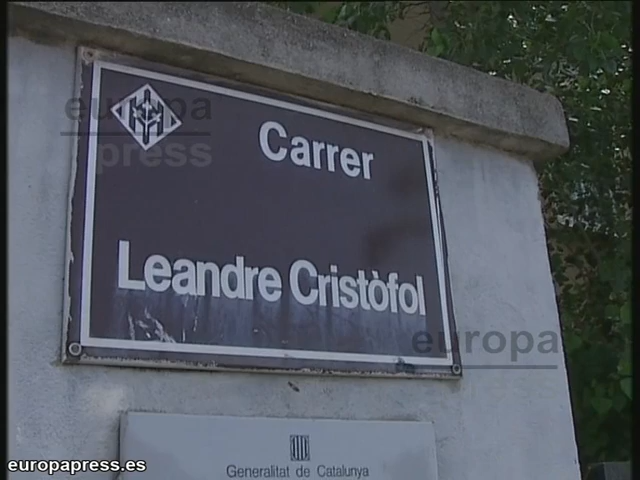 europa
press
Carrer
Leandre Cristòfol
europa
Generalitat de Catalunya
europapress.es